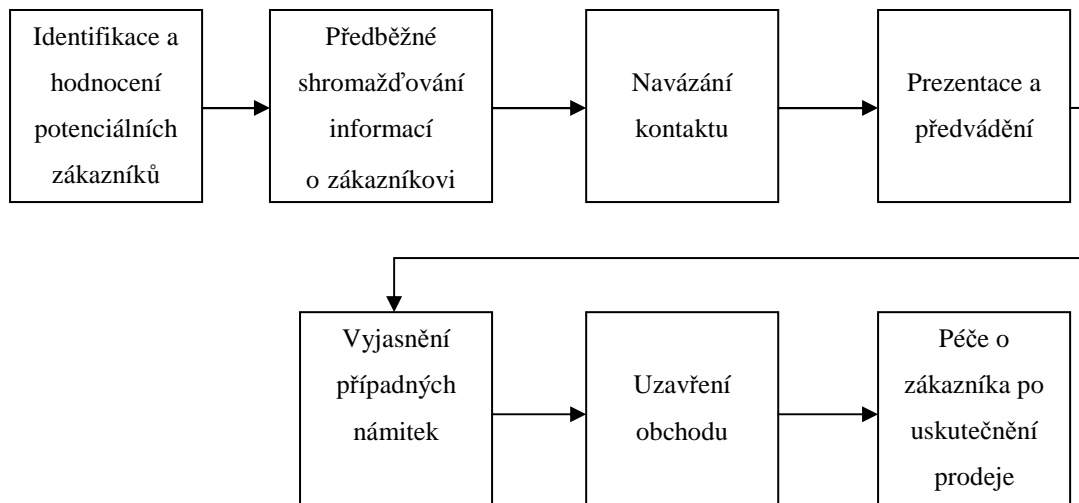 Identifikace a
hodnocení
potenciálních
zákazníků
Předběžné
shromažďování
informací
o zákazníkovi
Navázání
kontaktu
Prezentace a
předvádění
Vyjasnění
případných
námitek
Uzavření
obchodu
Péče o
zákazníka po
uskutečnění
prodeje